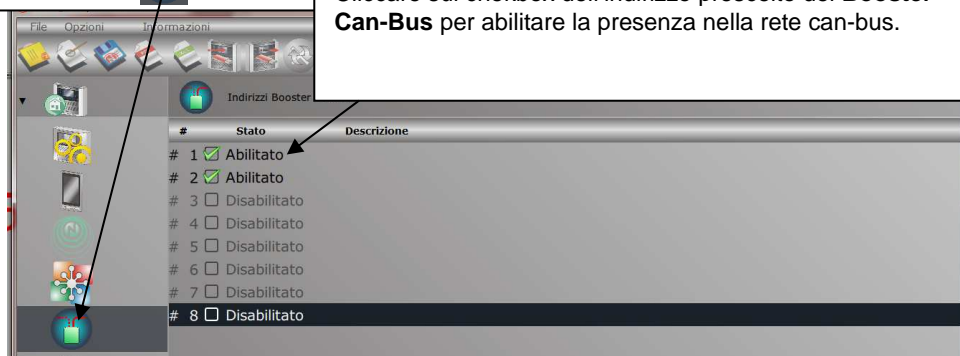 Can-Bus per abilitare la presenza nella rete can-bus.
File Opzioni Informazioni
Indirizzi Booster
# Stato Descrizione
# 1 Abilitato
# 2 Abilitato
# 3 Disabilitato
# 4 Disabilitato
# 5 Disabilitato
# 6 Disabilitato
# 7 Disabilitato
# 8 Disabilitato